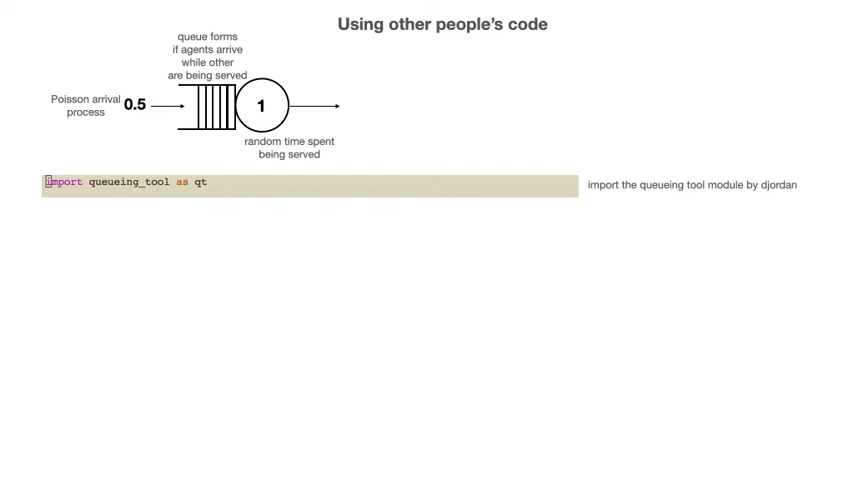 Using other people's code
queue forms
if agents arrive
while other
are being served
Poisson arrival
process
0.5
1
random time spent
being served
import queueing_tool as qt
import the queueing tool module by djordan